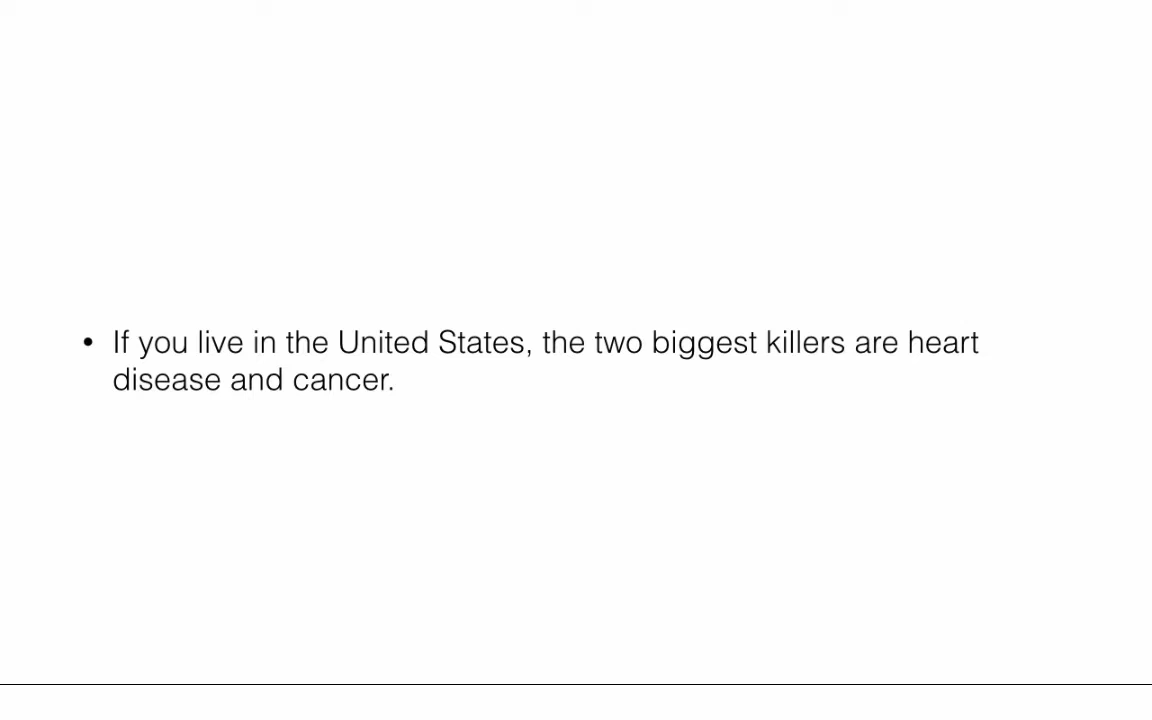 • If you live in the United States, the two biggest killers are heart
disease and cancer.